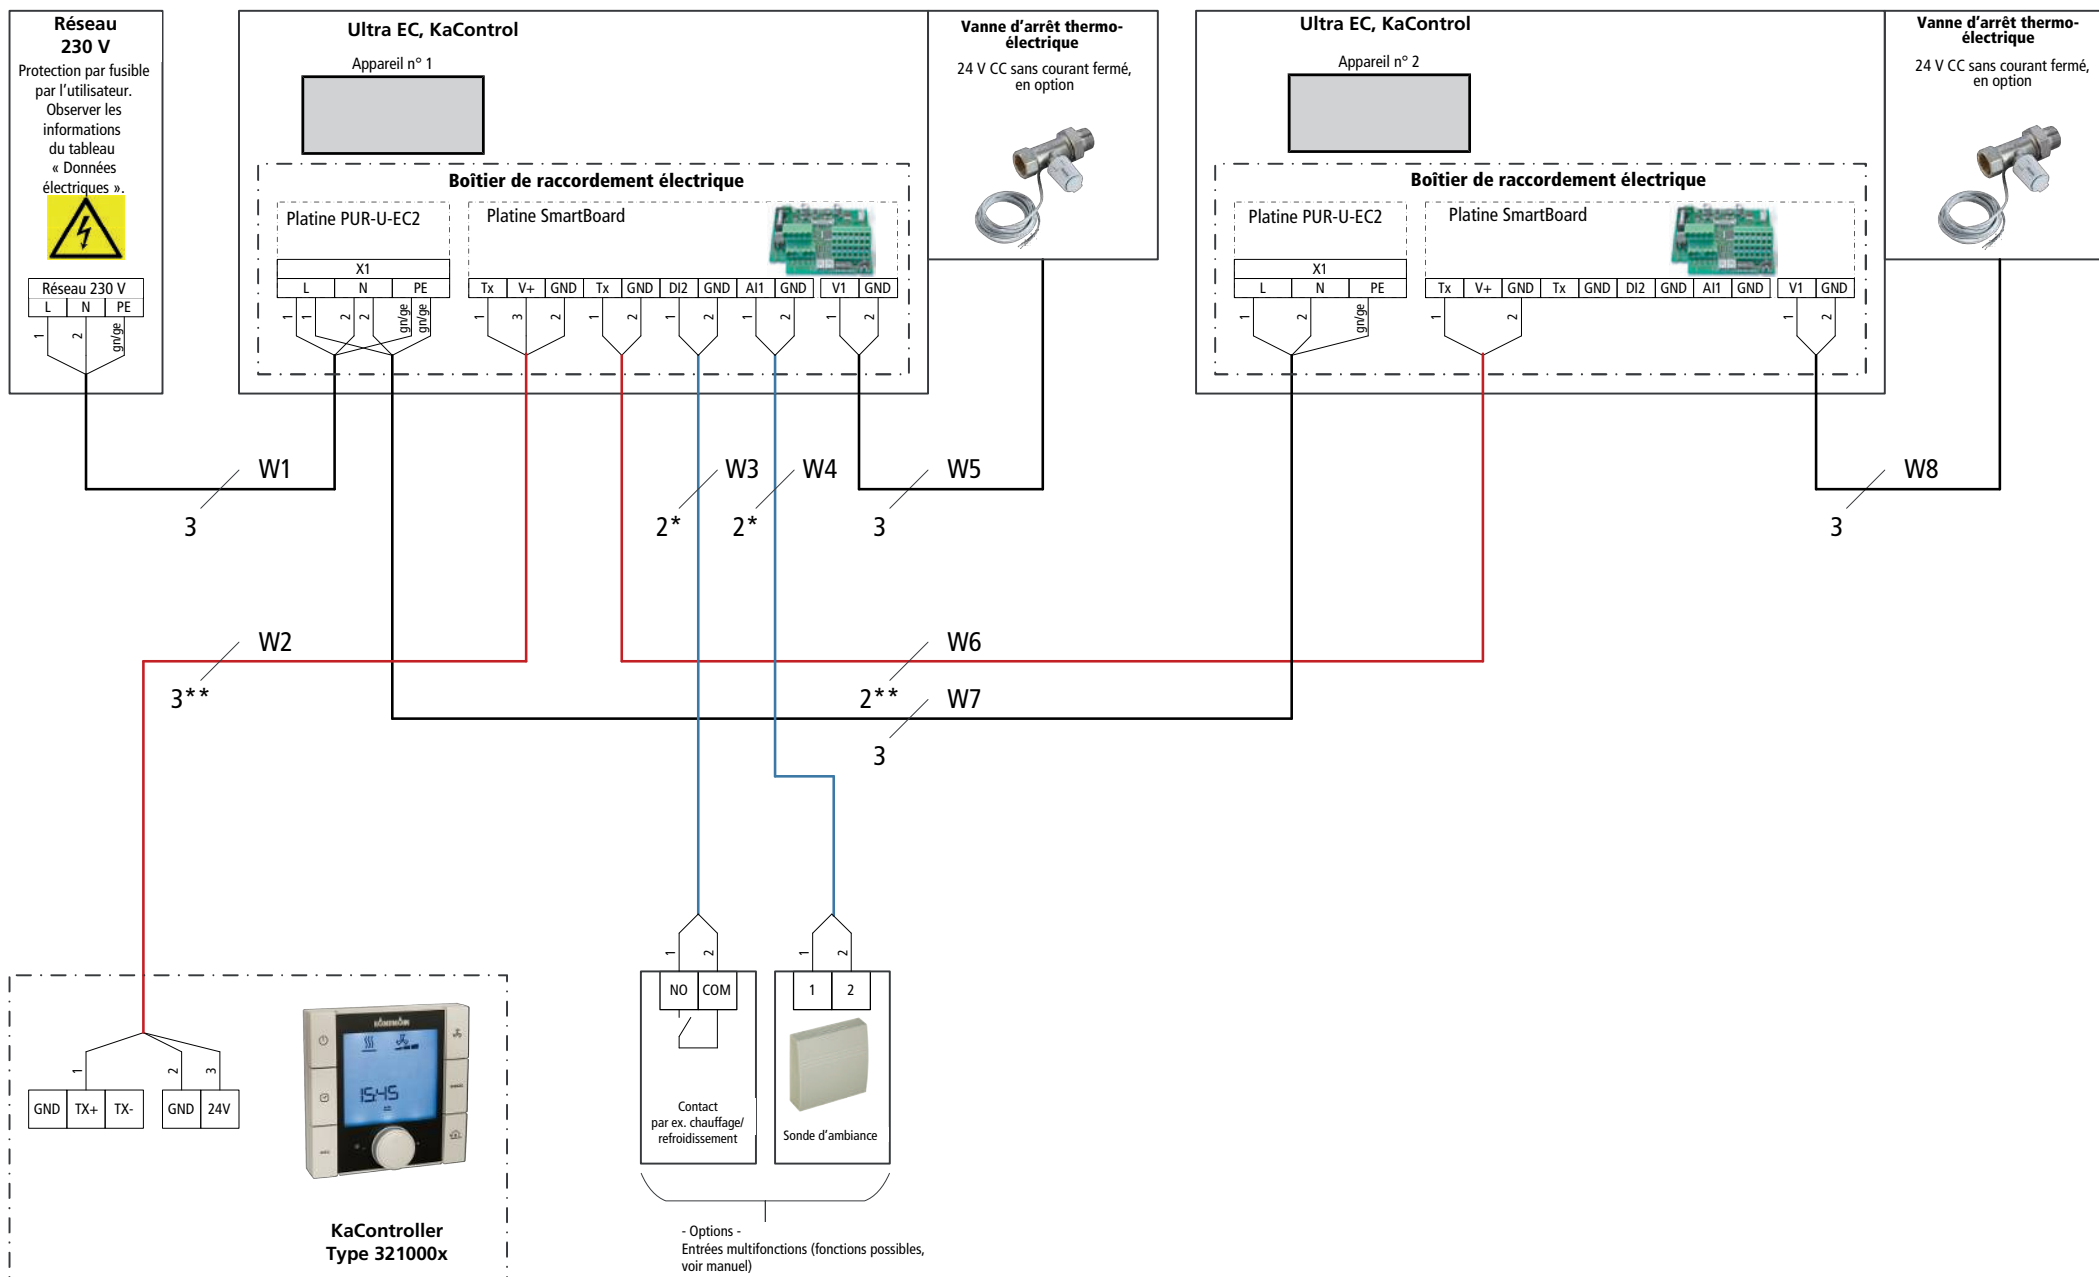 Réseau
230 V
Protection par fusible
par l'utilisateur.
Observer les
informations
du tableau
« Données
électriques ».
Réseau 230 V
L N PE
1 2 gn/ge
Ultra EC, KaControl
Appareil n° 1
Boîtier de raccordement électrique
Platine PUR-U-EC2
Platine SmartBoard
X1
L N PE
Tx V+ GND Tx GND DI2 GND AI1 GND V1 GND
1 1 2 2 gn/ge gn/ge 1 3 2 1 2 1 2 1 2 1 2
Vanne d'arrêt thermo-
électrique
24 V CC sans courant fermé,
en option
Ultra EC, KaControl
Appareil n° 2
Boîtier de raccordement électrique
Platine PUR-U-EC2
Platine SmartBoard
X1
L N PE
Tx V+ GND Tx GND DI2 GND AI1 GND V1 GND
1 2 gn/ge 1 2 1 2
Vanne d'arrêt thermo-
électrique
24 V CC sans courant fermé,
en option
W1
3
W3
2*
W4
2*
W5
3
W8
3
W2
3**
W6
2**
W7
3
1 2 3
GND TX+ TX- GND 24V
15:45
KaController
Type 321000x
1 2
NO COM
Contact
par ex. chauffage/
refroidissement
1 2
1 2
Sonde d'ambiance
- Options -
Entrées multifonctions (fonctions possibles,
voir manuel)